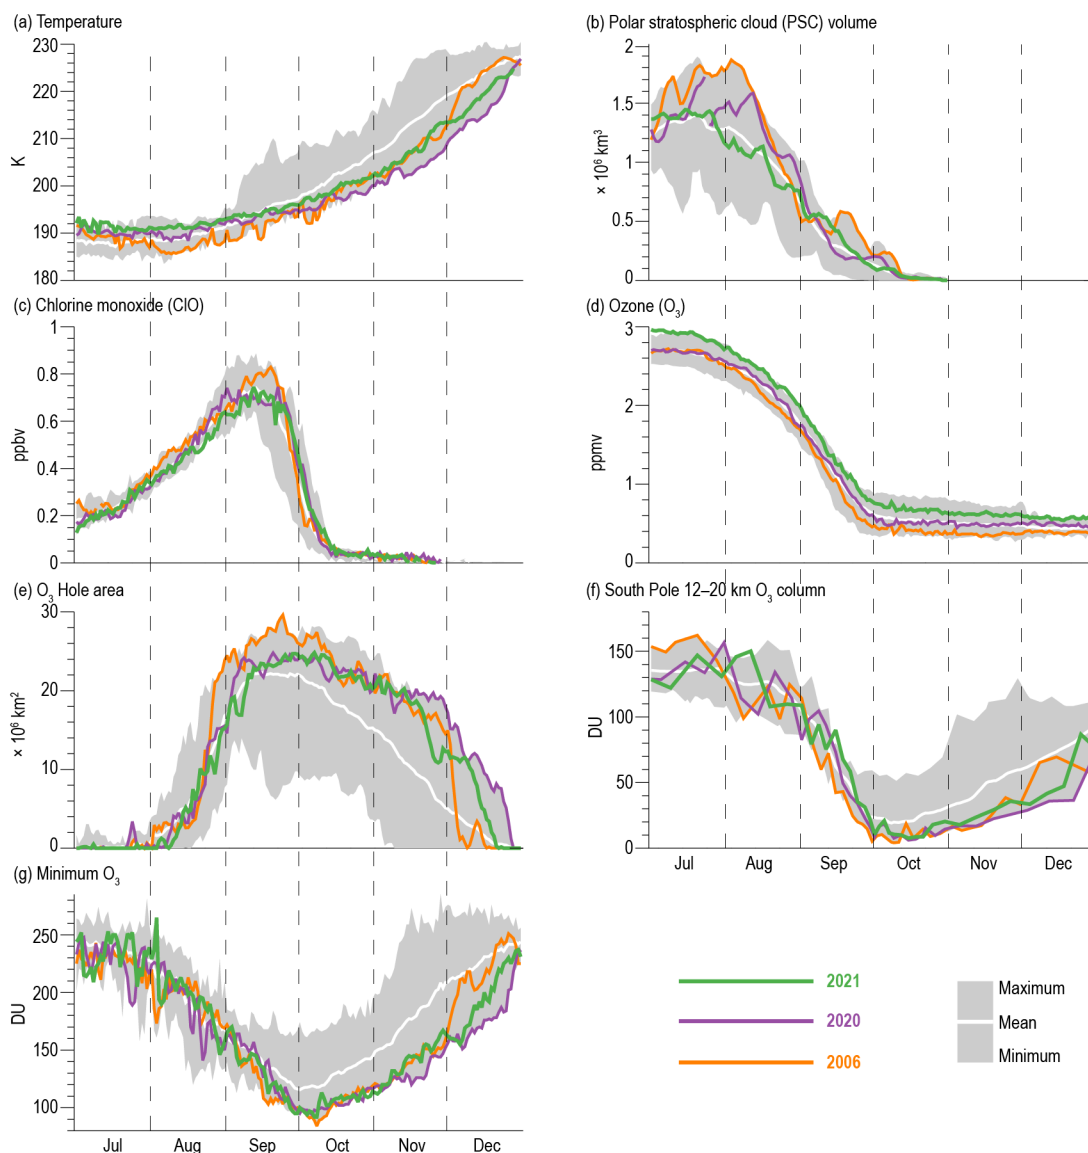 (a) Temperature
230
220
210
200
190
180
K
(b) Polar stratospheric cloud (PSC) volume
2
1.5
1
0.5
0
× 10⁶ km³
(c) Chlorine monoxide (ClO)
1
0.8
0.6
0.4
0.2
0
ppbv
(d) Ozone (O₃)
3
2
1
0
ppmv
(e) O₃ Hole area
30
20
10
0
× 10⁶ km²
(f) South Pole 12–20 km O₃ column
150
100
50
0
DU
Jul Aug Sep Oct Nov Dec
(g) Minimum O₃
250
200
150
100
DU
Jul Aug Sep Oct Nov Dec
2021
2020
2006
Maximum
Mean
Minimum